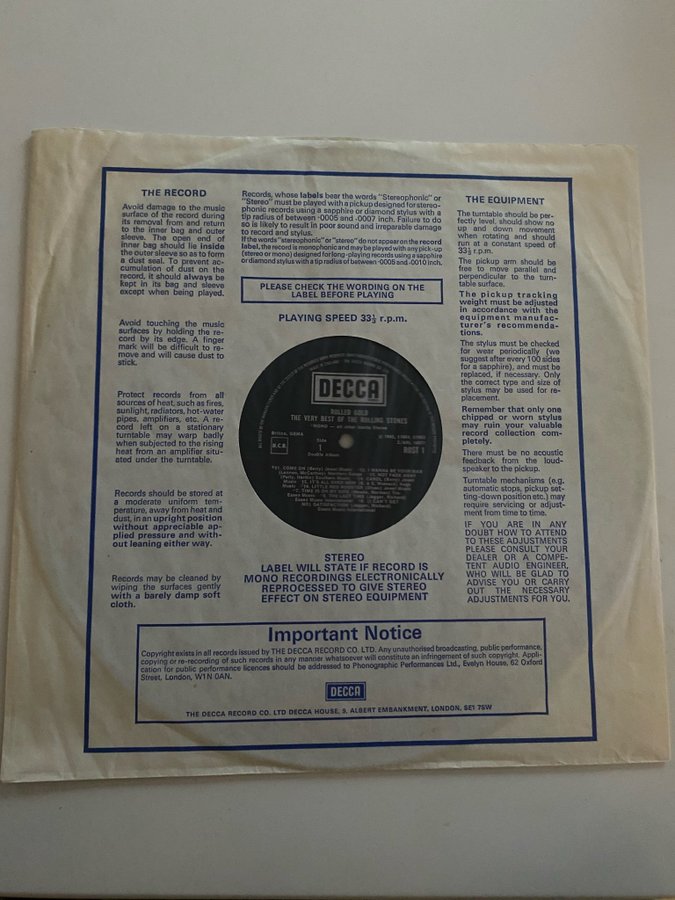 THE RECORD
Avoid damage to the music
surface of the record during
its removal from and return
to the inner bag and outer
sleeve. The open end of
inner bag should lie inside
the outer sleeve so as to form
a dust seal. To prevent ac-
cumulation of dust on the
record, it should always be
kept in its bag and sleeve
except when being played.
Avoid touching the music
surfaces by holding the re-
cord by its edge. A finger
mark will be difficult to re-
move and will cause dust to
stick.
Protect records from all
sources of heat, such as fires,
sunlight, radiators, hot-water
pipes, amplifiers, etc. A re-
cord left on a stationary
turntable may warp badly
when subjected to the rising
heat from an amplifier situ-
ated under the turntable.
Records should be stored at
a moderate uniform tem-
perature, away from heat and
dust, in an upright position
without appreciable ap-
plied pressure and with-
out leaning either way.
Records may be cleaned by
wiping the surfaces gently
with a barely damp soft
cloth.
Records, whose labels bear the words "Stereophonic" or
"Stereo" must be played with a pickup designed for stereo-
phonic records using a sapphire or diamond stylus with a
tip radius of between ·0005 and ·0007 inch. Failure to do
so is likely to result in poor sound and irreparable damage
to record and stylus.
If the words "stereophonic" or "stereo" do not appear on the record
label, the record is monophonic and may be played with any pick-up
(stereo or mono) designed for long-playing records using a sapphire
or diamond stylus with a tip radius of between ·0005 and ·0010 inch.
PLEASE CHECK THE WORDING ON THE
LABEL BEFORE PLAYING
PLAYING SPEED 33⅓ r.p.m.
DECCA
ROLLED GOLD
THE VERY BEST OF THE ROLLING STONES
Britico, GEMA
B.C.R.
Side
1
Double Album
ROST 1
STEREO
LABEL WILL STATE IF RECORD IS
MONO RECORDINGS ELECTRONICALLY
REPROCESSED TO GIVE STEREO
EFFECT ON STEREO EQUIPMENT
THE EQUIPMENT
The turntable should be per-
fectly level, should show no
up and down movement
when rotating and should
run at a constant speed of
33⅓ r.p.m.
The pickup arm should be
free to move parallel and
perpendicular to the turn-
table surface.
The pickup tracking
weight must be adjusted
in accordance with the
equipment manufac-
turer's recommenda-
tions.
The stylus must be checked
for wear periodically (we
suggest after every 100 sides
for a sapphire), and must be
replaced, if necessary. Only
the correct type and size of
stylus may be used for re-
placement.
Remember that only one
chipped or worn stylus
may ruin your valuable
record collection com-
pletely.
There must be no acoustic
feedback from the loud-
speaker to the pickup.
Turntable mechanisms (e.g.
automatic stops, pickup set-
ting-down position etc.) may
require servicing or adjust-
ment from time to time.
IF YOU ARE IN ANY
DOUBT HOW TO ATTEND
TO THESE ADJUSTMENTS
PLEASE CONSULT YOUR
DEALER OR A COMPE-
TENT AUDIO ENGINEER,
WHO WILL BE GLAD TO
ADVISE YOU OR CARRY
OUT THE NECESSARY
ADJUSTMENTS FOR YOU.
Important Notice
Copyright exists in all records issued by THE DECCA RECORD CO. LTD. Any unauthorised broadcasting, public performance,
copying or re-recording of such records in any manner whatsoever will constitute an infringement of such copyright. Appli-
cation for public performance licences should be addressed to Phonographic Performances Ltd., Evelyn House, 62 Oxford
Street, London, W1N 0AN.
DECCA
THE DECCA RECORD CO. LTD DECCA HOUSE, 9, ALBERT EMBANKMENT, LONDON, SE1 7SW